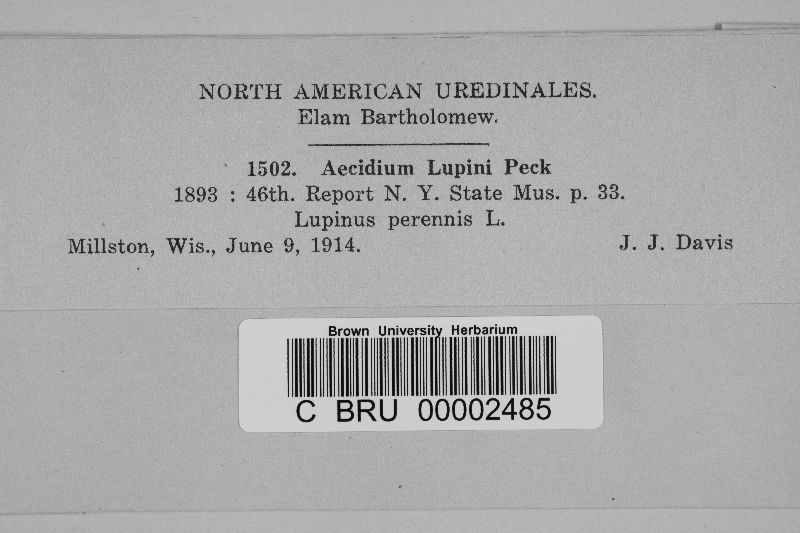 NORTH AMERICAN UREDINALES.
Elam Bartholomew.
1502. Aecidium Lupini Peck
1893 : 46th. Report N. Y. State Mus. p. 33.
Lupinus perennis L.
Millston, Wis., June 9, 1914. J. J. Davis
Brown University Herbarium
C BRU 00002485